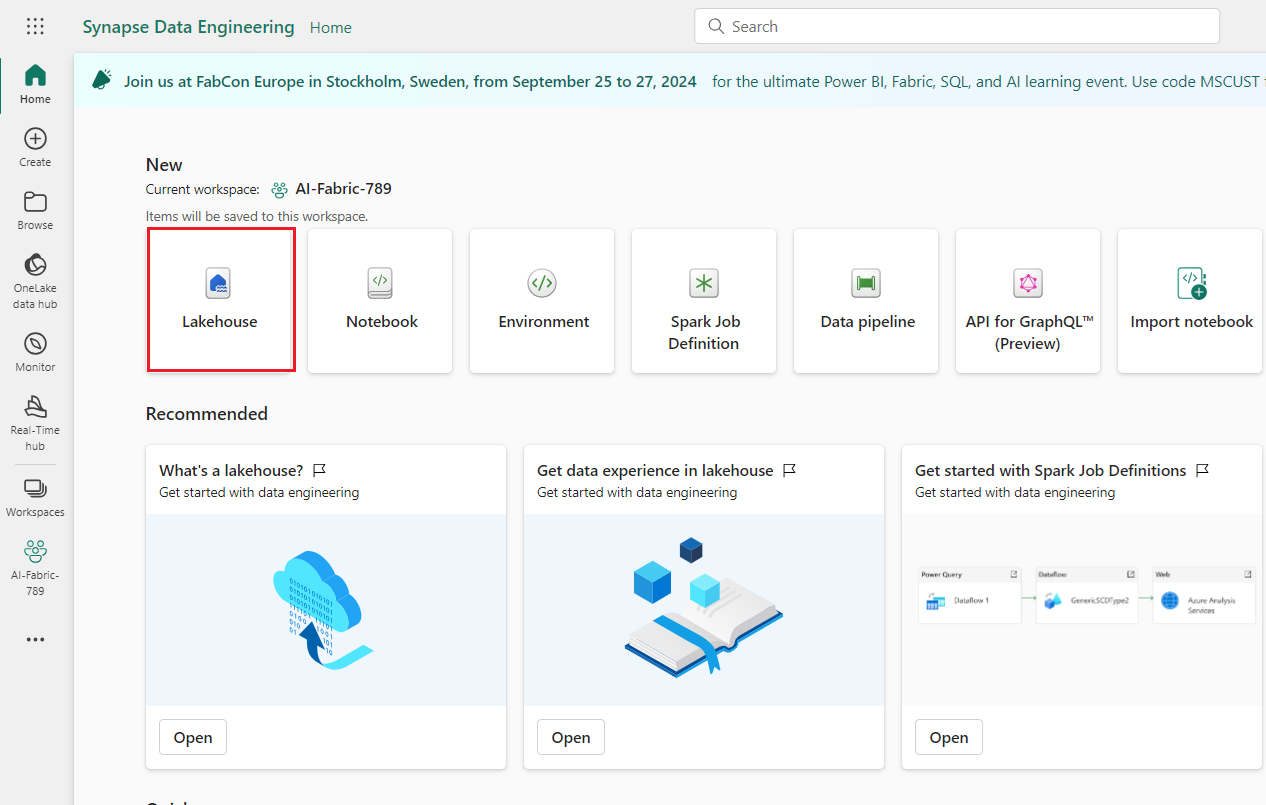 Synapse Data Engineering Home
Search
Join us at FabCon Europe in Stockholm, Sweden, from September 25 to 27, 2024 for the ultimate Power BI, Fabric, SQL, and AI learning event. Use code MSCUST
Home
Create
Browse
OneLake
data hub
Monitor
Real-Time
hub
Workspaces
AI-Fabric-
789
New
Current workspace: AI-Fabric-789
Items will be saved to this workspace.
Lakehouse
Notebook
Environment
Spark Job
Definition
Data pipeline
API for GraphQL™
(Preview)
Import notebook
Recommended
What's a lakehouse?
Get started with data engineering
Open
Get data experience in lakehouse
Get started with data engineering
Open
Get started with Spark Job Definitions
Get started with data engineering
Power Query
Dataflow 1
Dataflow
GenericSCDType2
Web
Azure Analysis
Services
Open